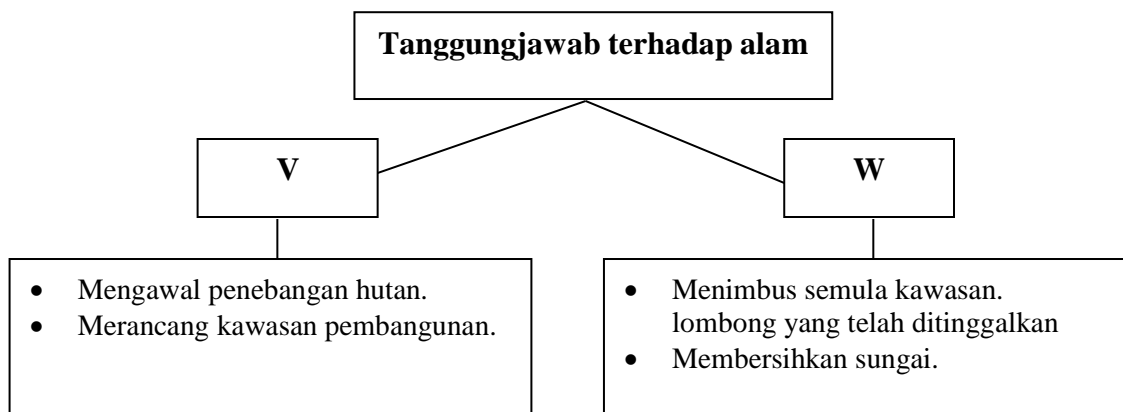 Tanggungjawab terhadap alam
V
W
• Mengawal penebangan hutan.
• Merancang kawasan pembangunan.
• Menimbus semula kawasan.
lombong yang telah ditinggalkan
• Membersihkan sungai.